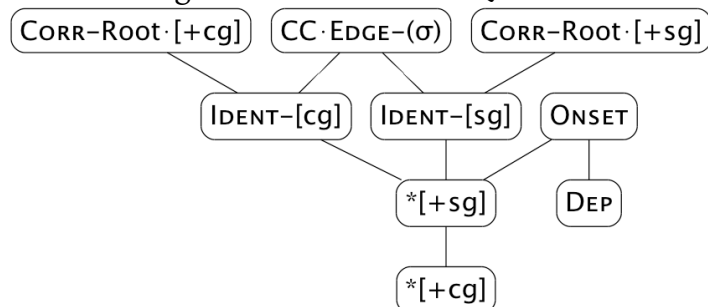 CORR–Root·[+cg] CC·EDGE–(σ) CORR–Root·[+sg]
IDENT–[cg] IDENT–[sg] ONSET
*[+sg] DEP
*[+cg]